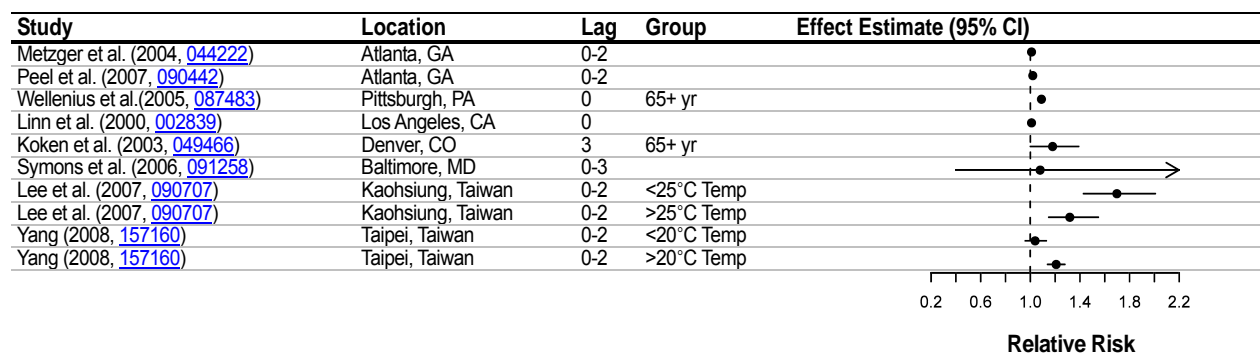 Study Location Lag Group Effect Estimate (95% CI)
Metzger et al. (2004, 044222) Atlanta, GA 0-2
Peel et al. (2007, 090442) Atlanta, GA 0-2
Wellenius et al.(2005, 087483) Pittsburgh, PA 0 65+ yr
Linn et al. (2000, 002839) Los Angeles, CA 0
Koken et al. (2003, 049466) Denver, CO 3 65+ yr
Symons et al. (2006, 091258) Baltimore, MD 0-3
Lee et al. (2007, 090707) Kaohsiung, Taiwan 0-2 <25°C Temp
Lee et al. (2007, 090707) Kaohsiung, Taiwan 0-2 >25°C Temp
Yang (2008, 157160) Taipei, Taiwan 0-2 <20°C Temp
Yang (2008, 157160) Taipei, Taiwan 0-2 >20°C Temp
0.2 0.6 1.0 1.4 1.8 2.2
Relative Risk